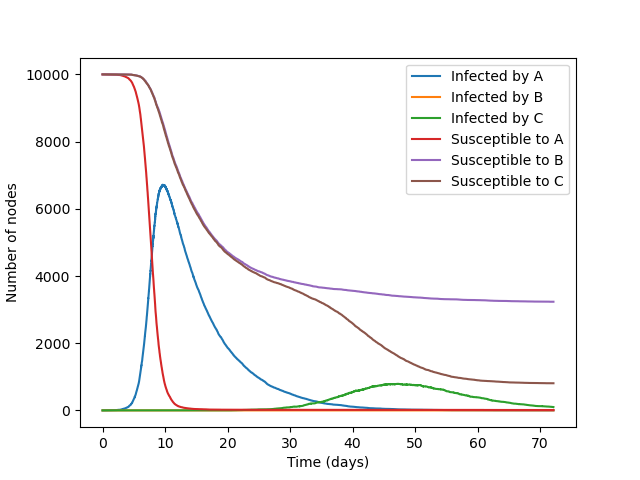 Infected by A
Infected by B
Infected by C
Susceptible to A
Susceptible to B
Susceptible to C
10000
8000
6000
4000
2000
0
Number of nodes
0 10 20 30 40 50 60 70
Time (days)